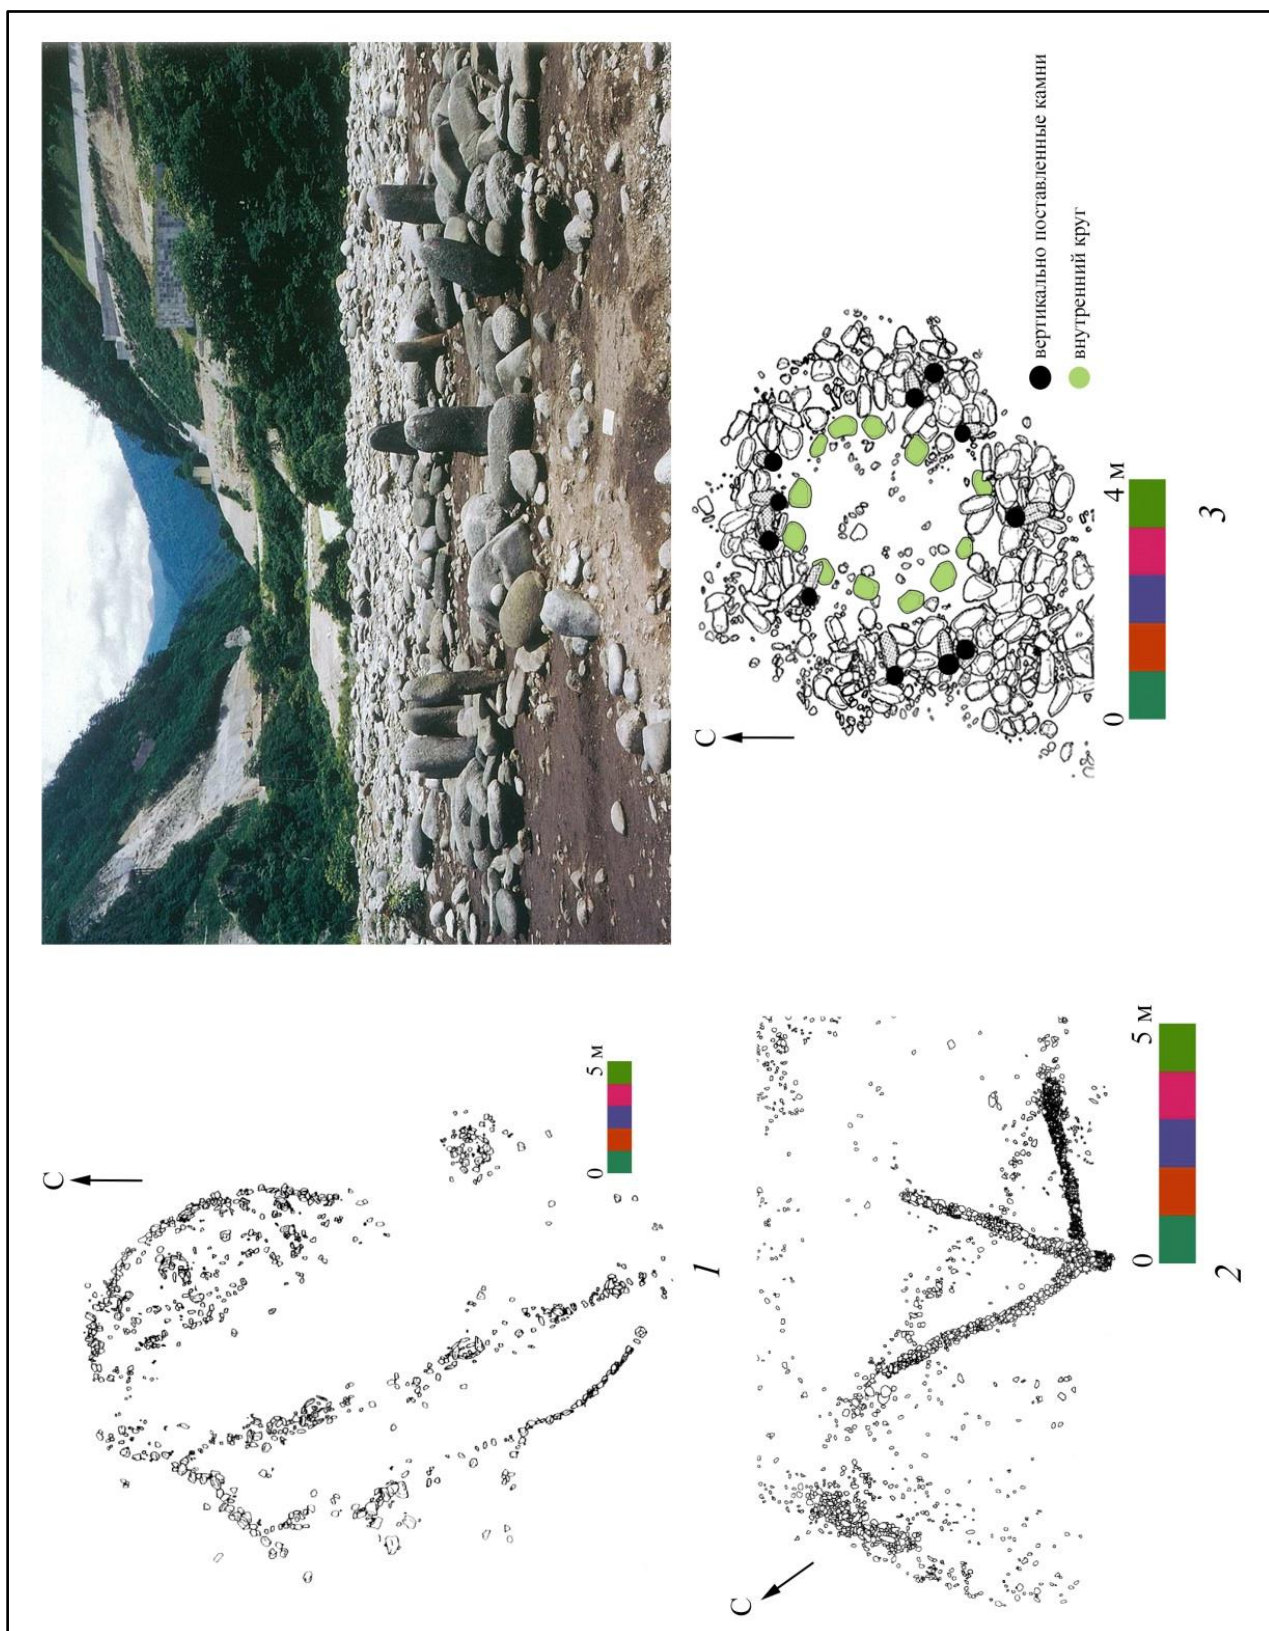 С
0
5 м
1
С
0
5 м
2
С
0
4 м
3
вертикально поставленные камни
внутренний круг